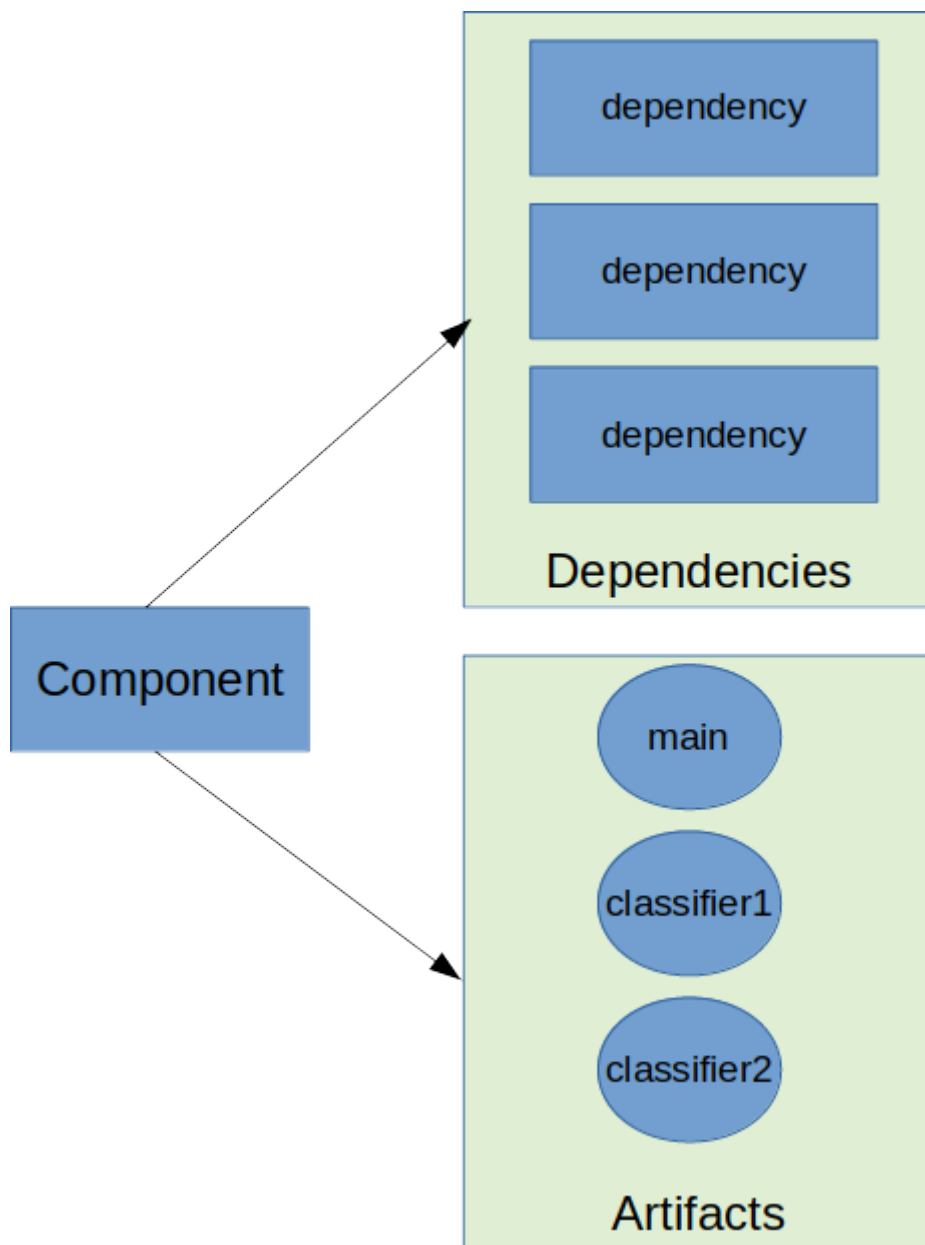 dependency
dependency
dependency
Dependencies
Component
main
classifier1
classifier2
Artifacts